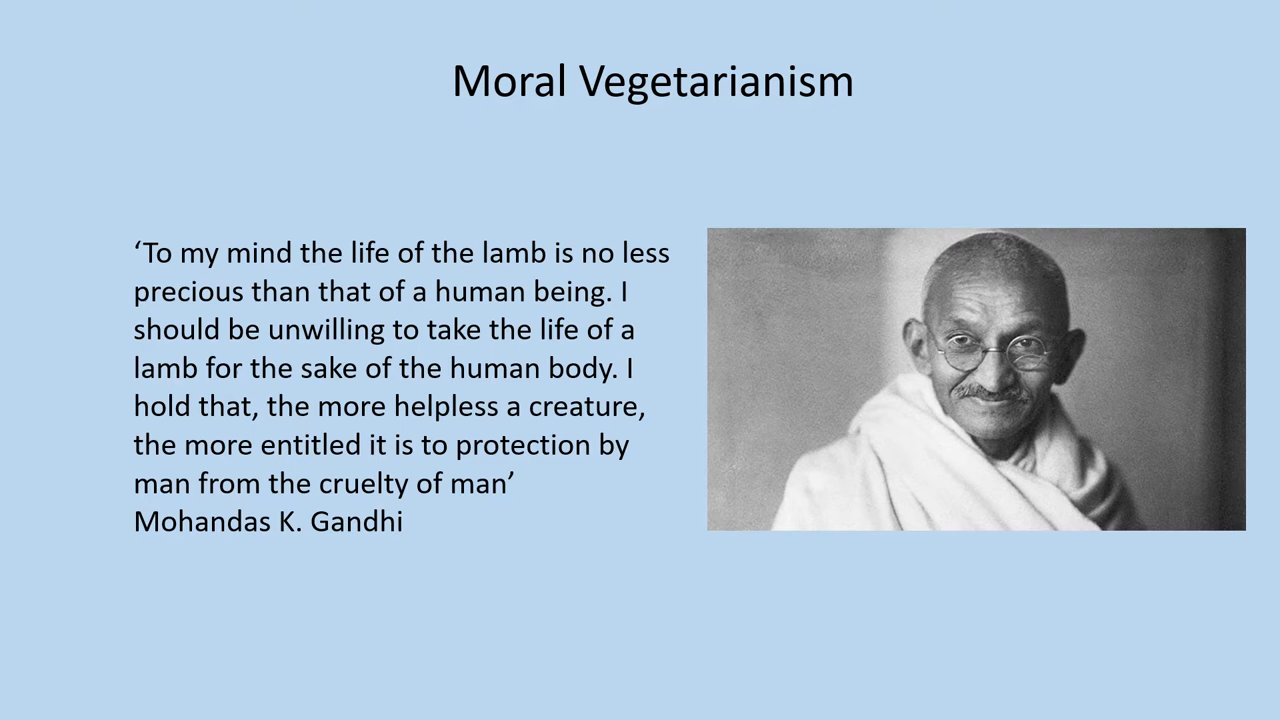 Moral Vegetarianism
‘To my mind the life of the lamb is no less
precious than that of a human being. I
should be unwilling to take the life of a
lamb for the sake of the human body. I
hold that, the more helpless a creature,
the more entitled it is to protection by
man from the cruelty of man’
Mohandas K. Gandhi